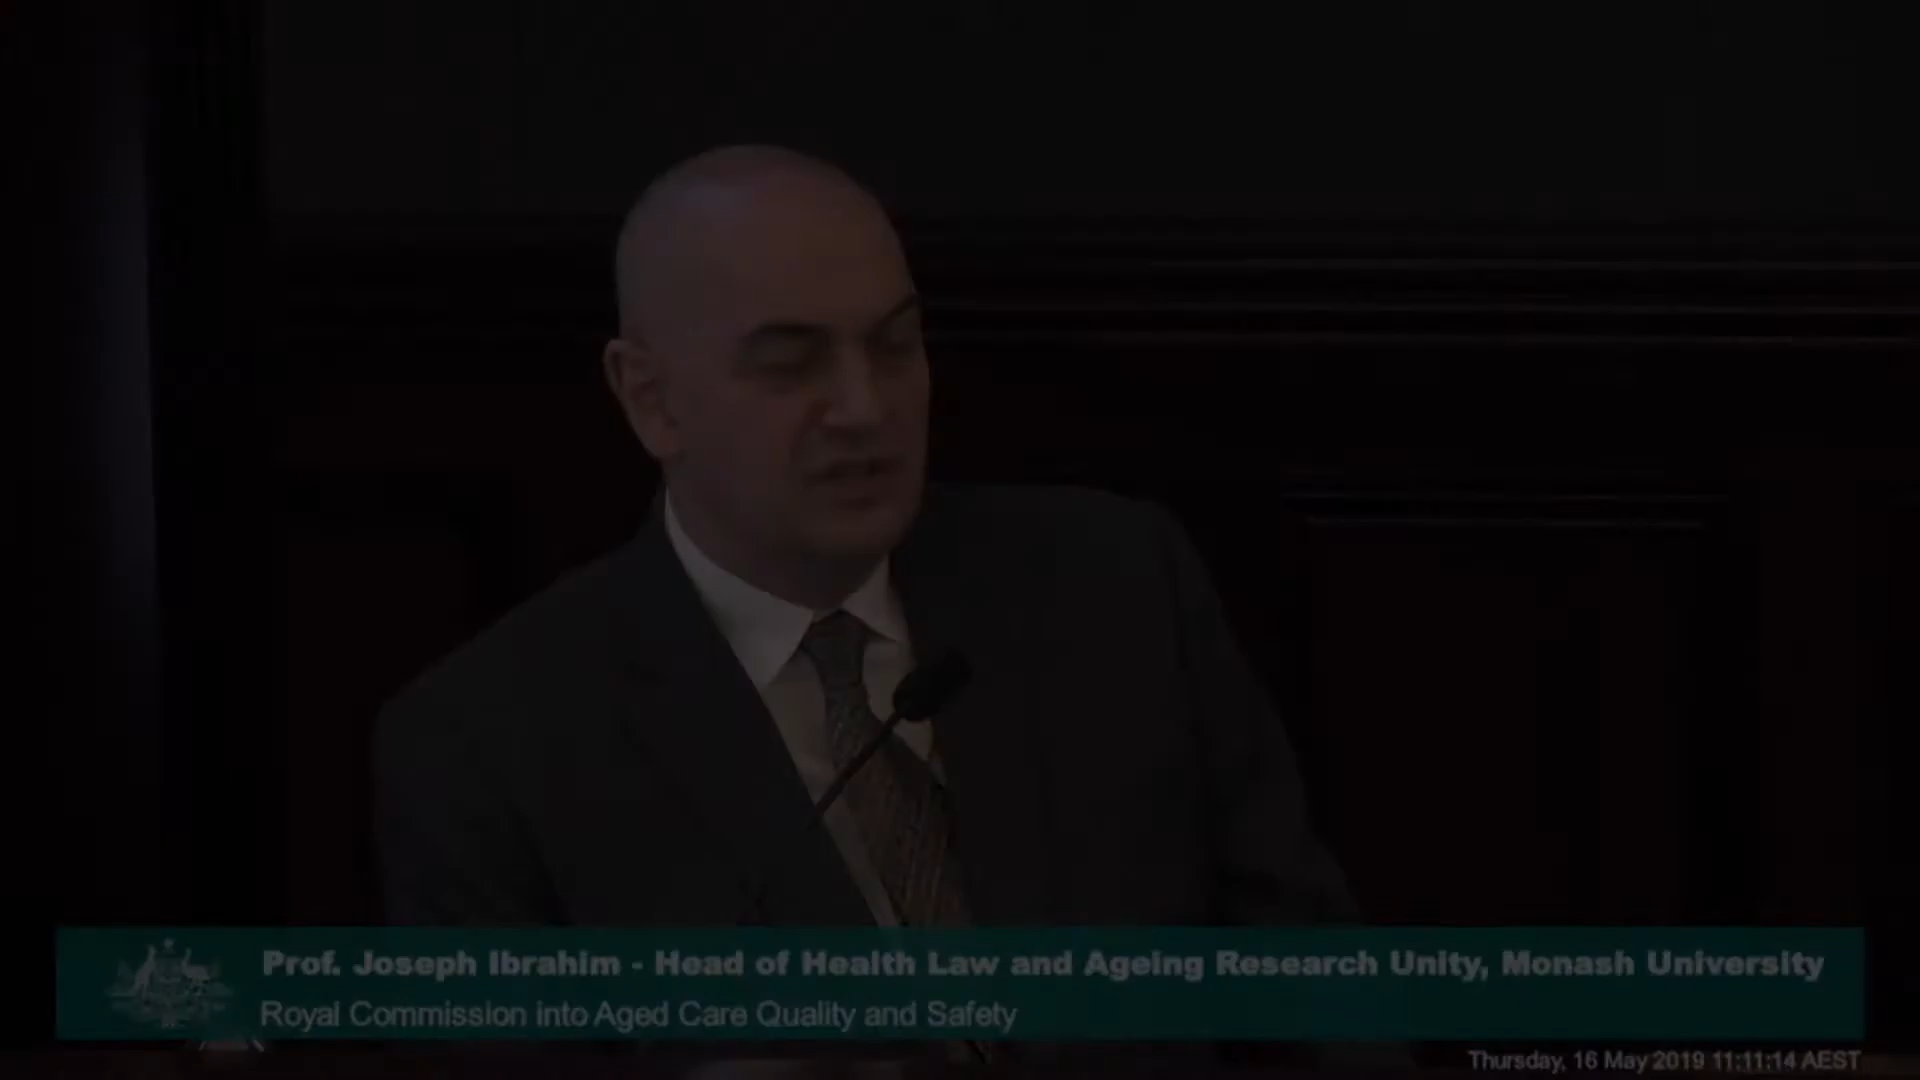 Prof. Joseph Ibrahim - Head of Health Law and Ageing Research Unity, Monash University
Royal Commission into Aged Care Quality and Safety
Thursday, 16 May 2019 11:11:14 AEST